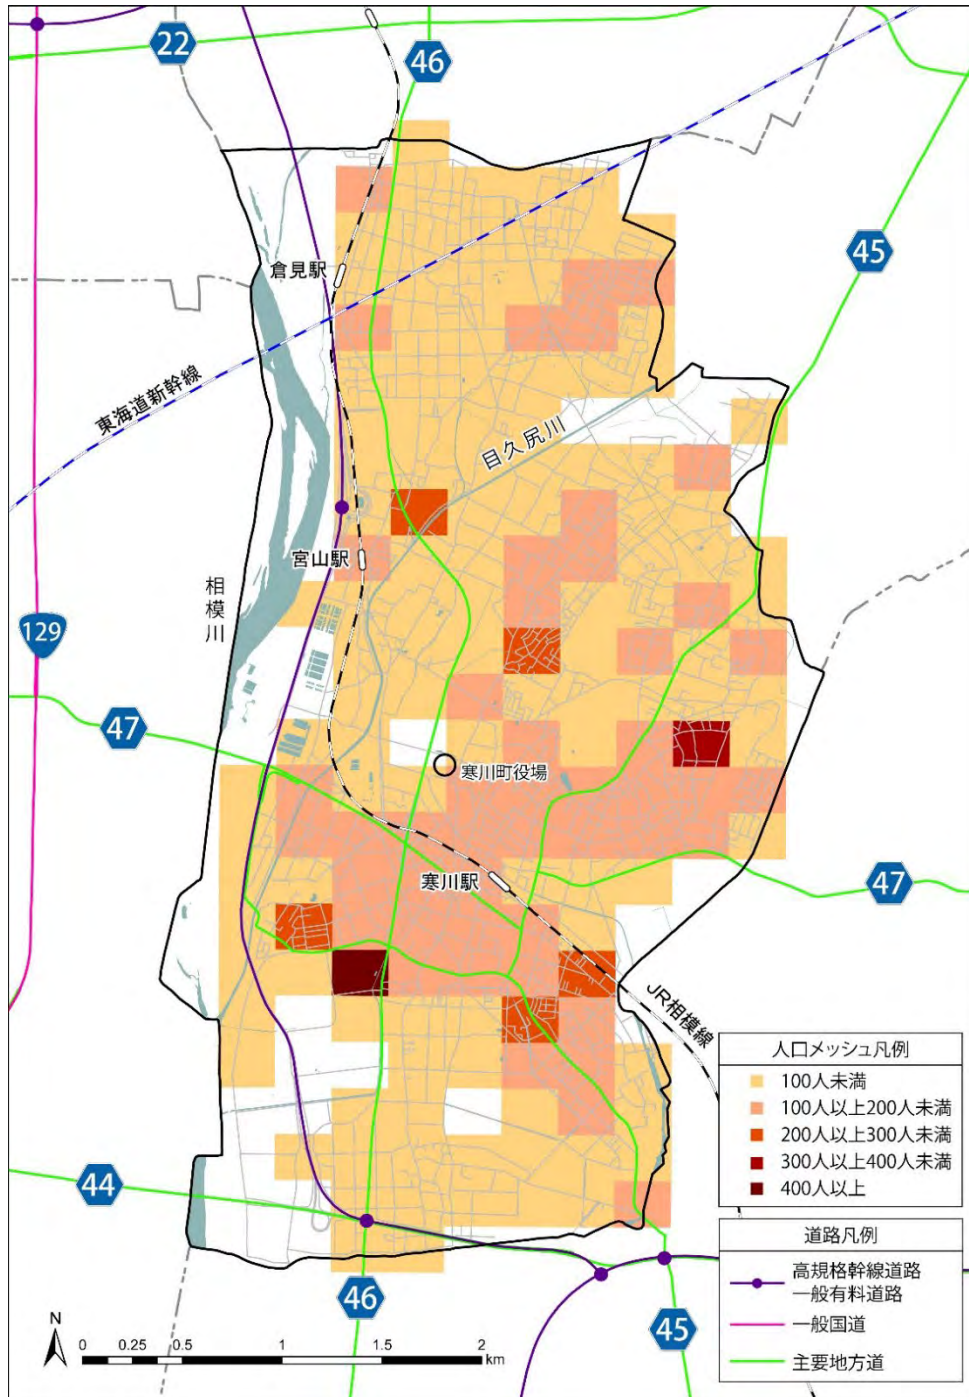 22
46
45
倉見駅
東海道新幹線
目久尻川
宮山駅
相模川
129
47
寒川町役場
寒川駅
47
JR相模線
人口メッシュ凡例
100人未満
100人以上200人未満
200人以上300人未満
300人以上400人未満
400人以上
44
道路凡例
高規格幹線道路
一般有料道路
一般国道
主要地方道
46
45
N
0 0.25 0.5 1 1.5 2
km